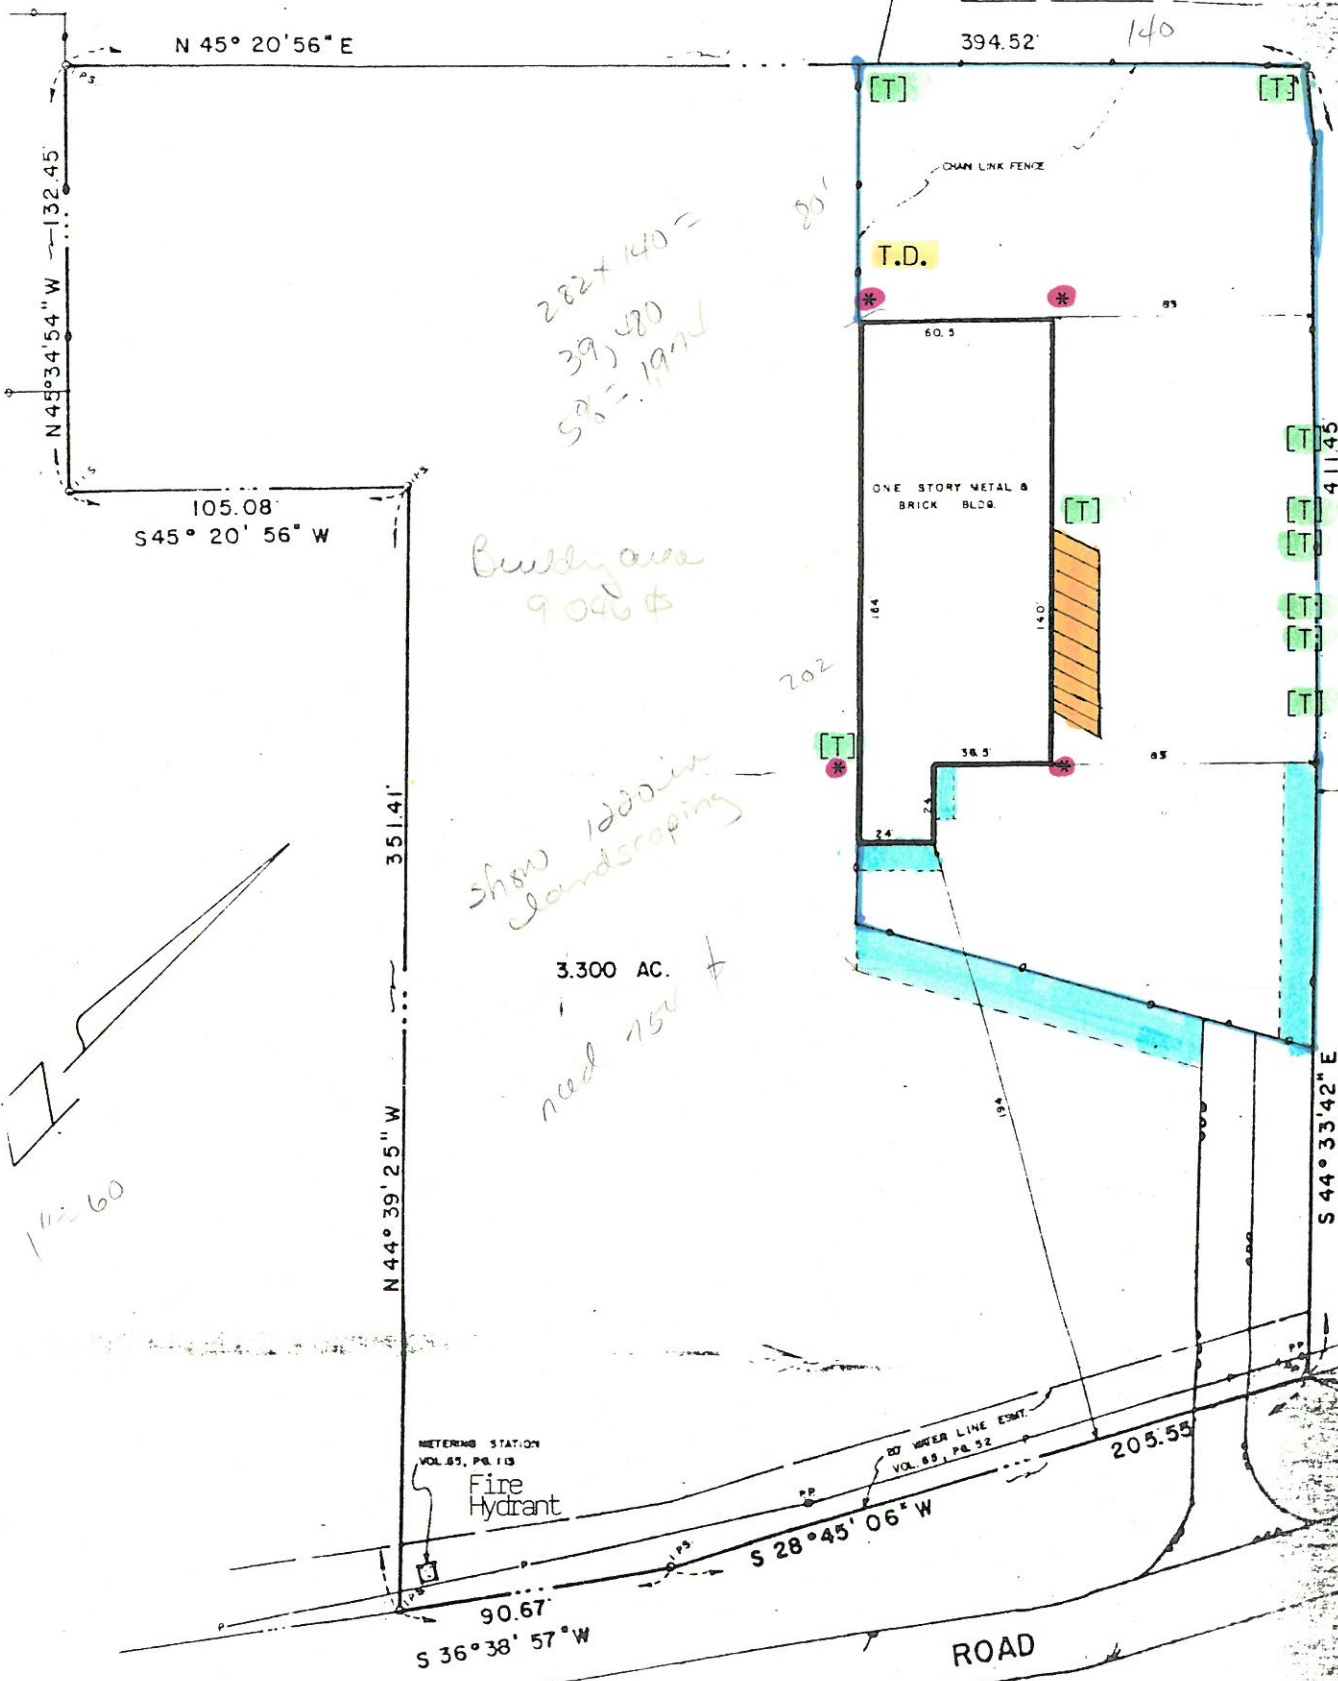 N 45° 20' 56" E
394.52'
140
I.P.S.
[T]
[T]
CHAIN LINK FENCE
N 45° 34' 54" W
132.45'
80'
T.D.
282 x 140 =
39,480
5% = 1974
*
*
60.5
85
[T]
105.08
S 45° 20' 56" W
I.P.S.
I.P.S.
411.45
ONE STORY METAL &
BRICK BLDG.
[T]
[T]
[T]
Building area
9 046
164
140'
[T]
[T]
202
[T]
[T]
*
36.5'
*
85
24
24
351.41'
show 1220 in
landscaping
3.300 AC.
need
194
N 44° 39' 25" W
S 44° 33' 42" E
1" = 60
METERING STATION
VOL. 65, PG. 113
Fire
Hydrant
20' WATER LINE ESMT.
VOL. 65, PG. 52
P.P.
P.P.
P
P
P
205.55
S 28° 45' 06" W
I.P.S.
I.P.S.
90.67'
S 36° 38' 57" W
ROAD